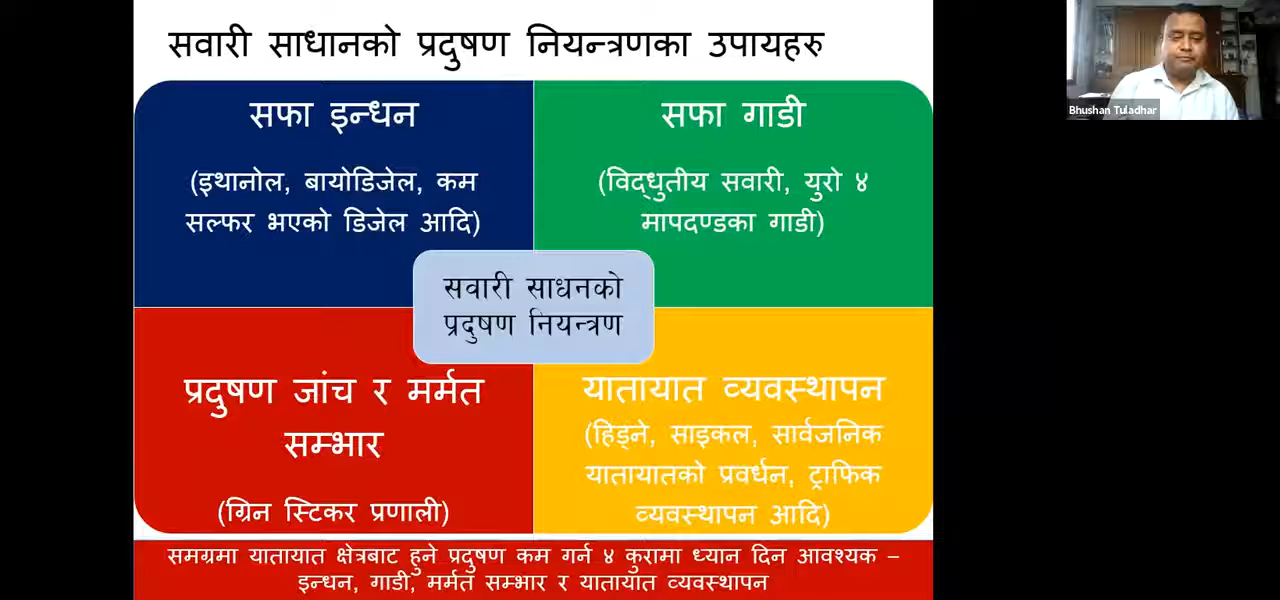 सवारी साधानको प्रदुषण नियन्त्रणका उपायहरु
सफा इन्धन
(इथानोल, बायोडिजेल, कम
सल्फर भएको डिजेल आदि)
सफा गाडी
(विद्धुतीय सवारी, युरो ४
मापदण्डका गाडी)
सवारी साधनको
प्रदुषण नियन्त्रण
प्रदुषण जांच र मर्मत
सम्भार
(ग्रिन स्टिकर प्रणाली)
यातायात व्यवस्थापन
(हिड्ने, साइकल, सार्वजनिक
यातायातको प्रवर्धन, ट्राफिक
व्यवस्थापन आदि)
समग्रमा यातायात क्षेत्रबाट हुने प्रदुषण कम गर्न ४ कुरामा ध्यान दिन आवश्यक –
इन्धन, गाडी, मर्मत सम्भार र यातायात व्यवस्थापन
Bhushan Tuladhar